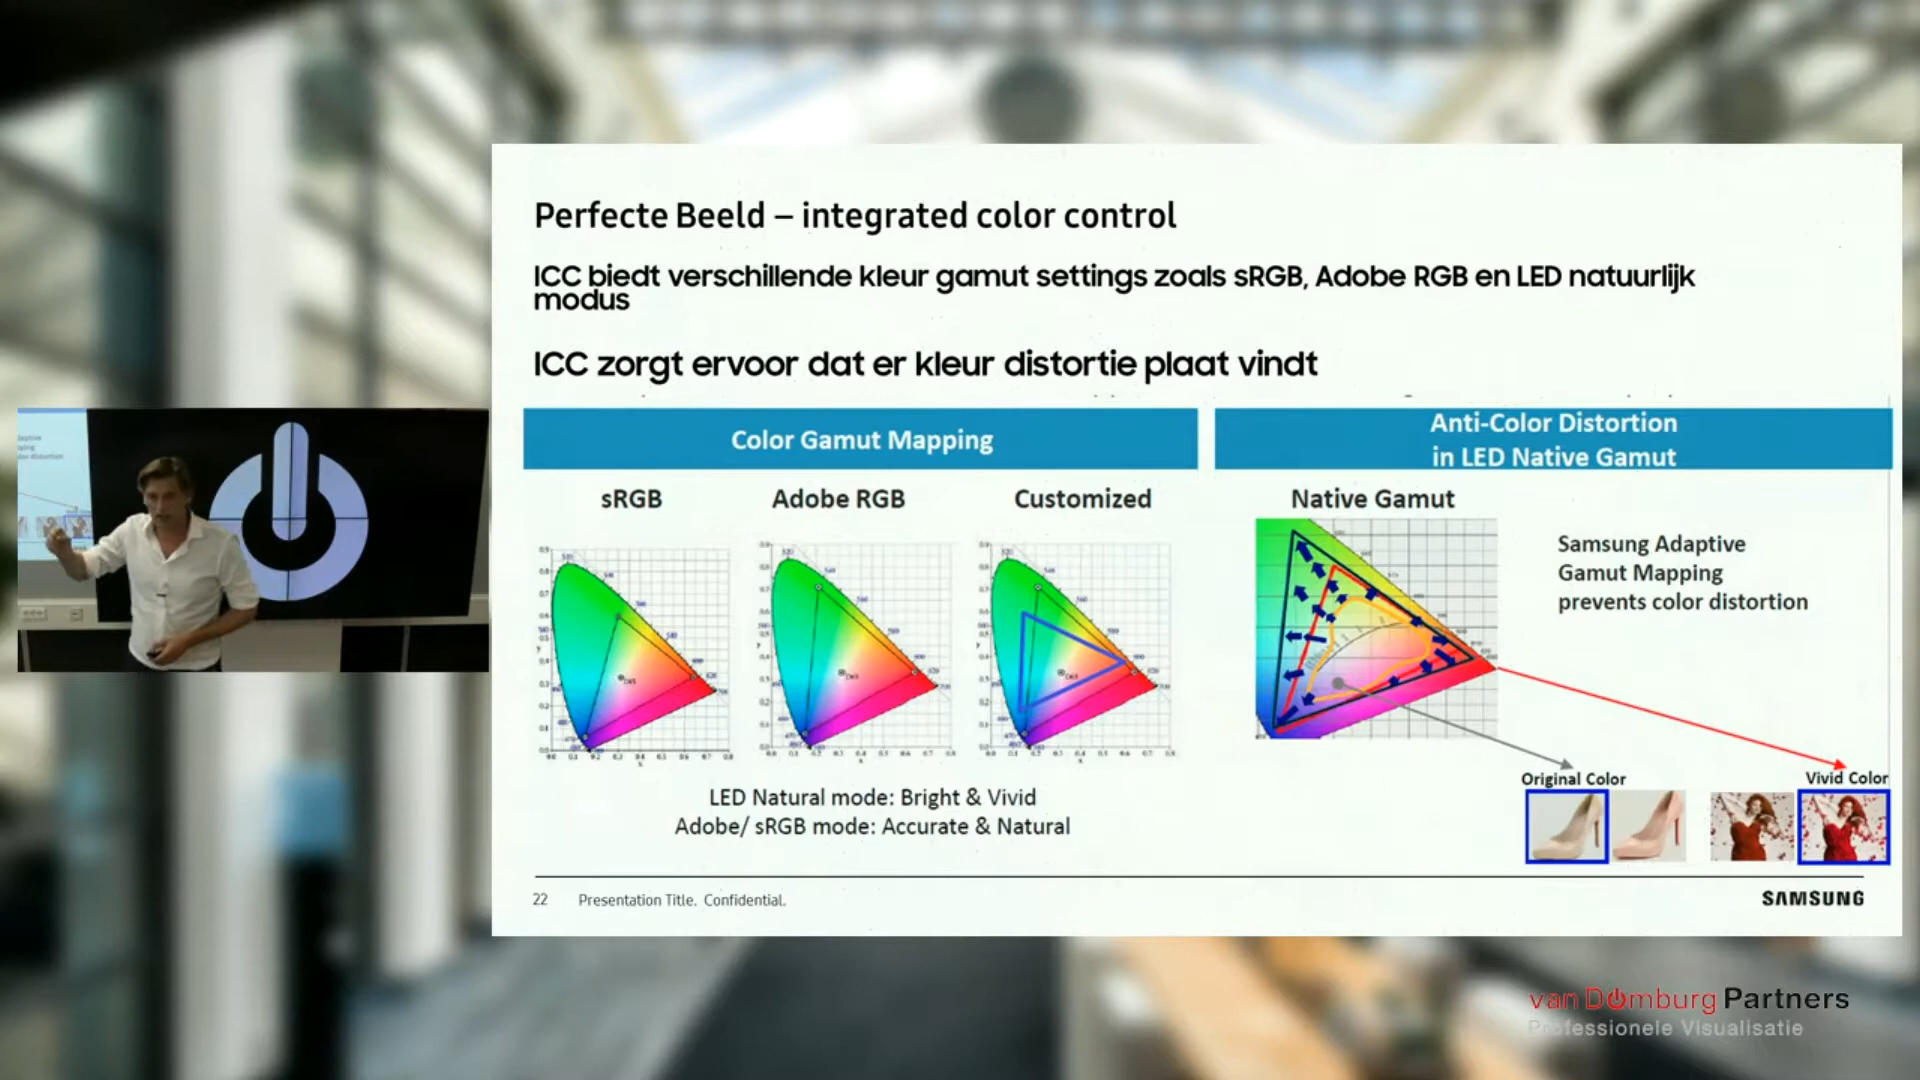 Perfecte Beeld – integrated color control
ICC biedt verschillende kleur gamut settings zoals sRGB, Adobe RGB en LED natuurlijk
modus
ICC zorgt ervoor dat er kleur distortie plaat vindt
Color Gamut Mapping
Anti-Color Distortion
in LED Native Gamut
sRGB
Adobe RGB
Customized
Native Gamut
Samsung Adaptive
Gamut Mapping
prevents color distortion
Original Color
Vivid Color
LED Natural mode: Bright & Vivid
Adobe/ sRGB mode: Accurate & Natural
22
Presentation Title. Confidential.
SAMSUNG
van Domburg Partners
Professionele Visualisatie